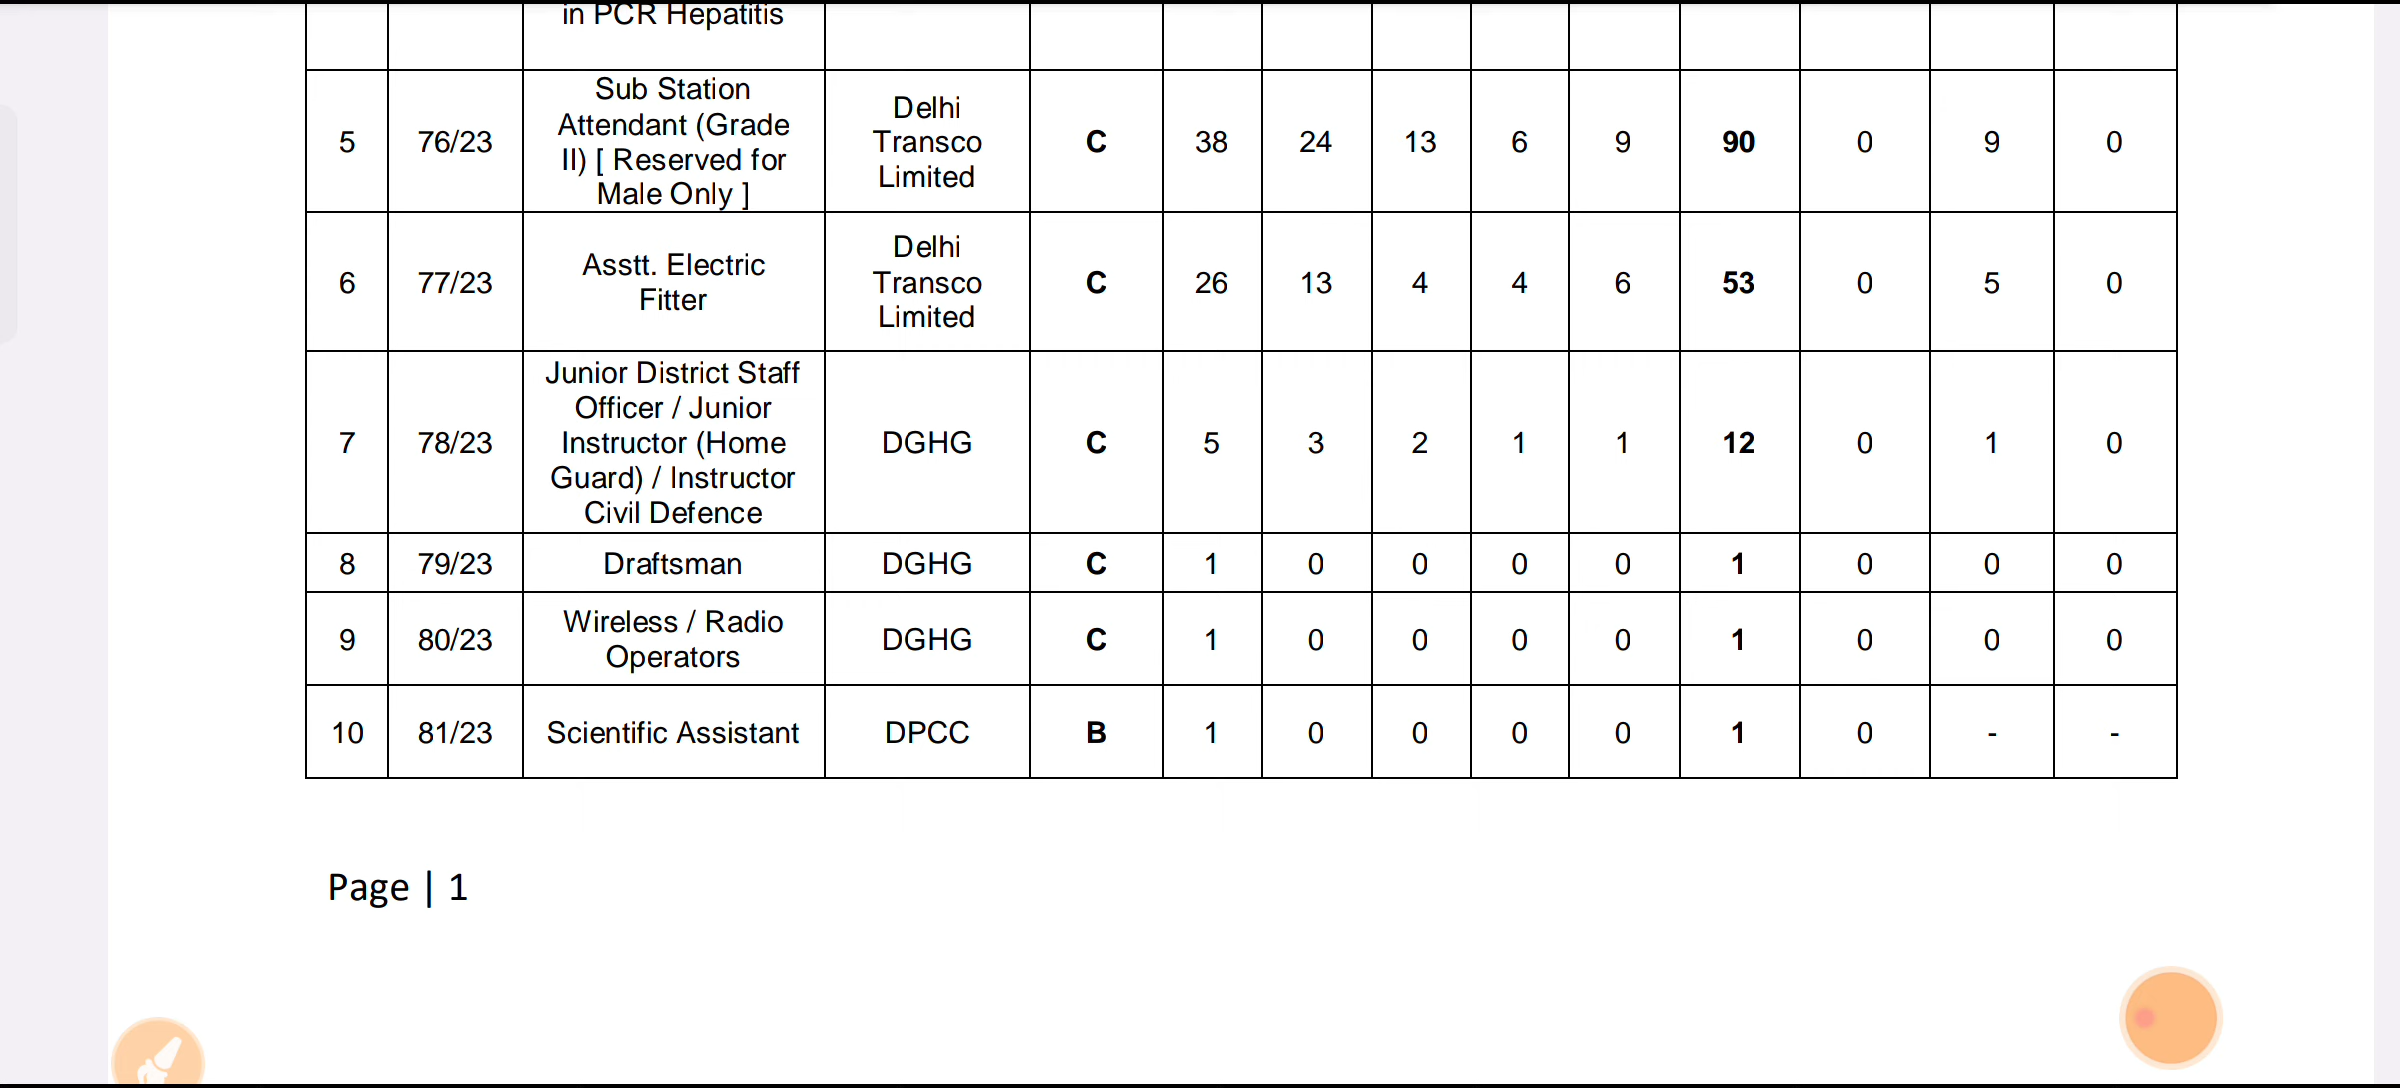 in PCR Hepatitis
5 76/23 Sub Station Attendant (Grade II) [ Reserved for Male Only ] Delhi Transco Limited C 38 24 13 6 9 90 0 9 0
6 77/23 Asstt. Electric Fitter Delhi Transco Limited C 26 13 4 4 6 53 0 5 0
7 78/23 Junior District Staff Officer / Junior Instructor (Home Guard) / Instructor Civil Defence DGHG C 5 3 2 1 1 12 0 1 0
8 79/23 Draftsman DGHG C 1 0 0 0 0 1 0 0 0
9 80/23 Wireless / Radio Operators DGHG C 1 0 0 0 0 1 0 0 0
10 81/23 Scientific Assistant DPCC B 1 0 0 0 0 1 0 - -
Page | 1